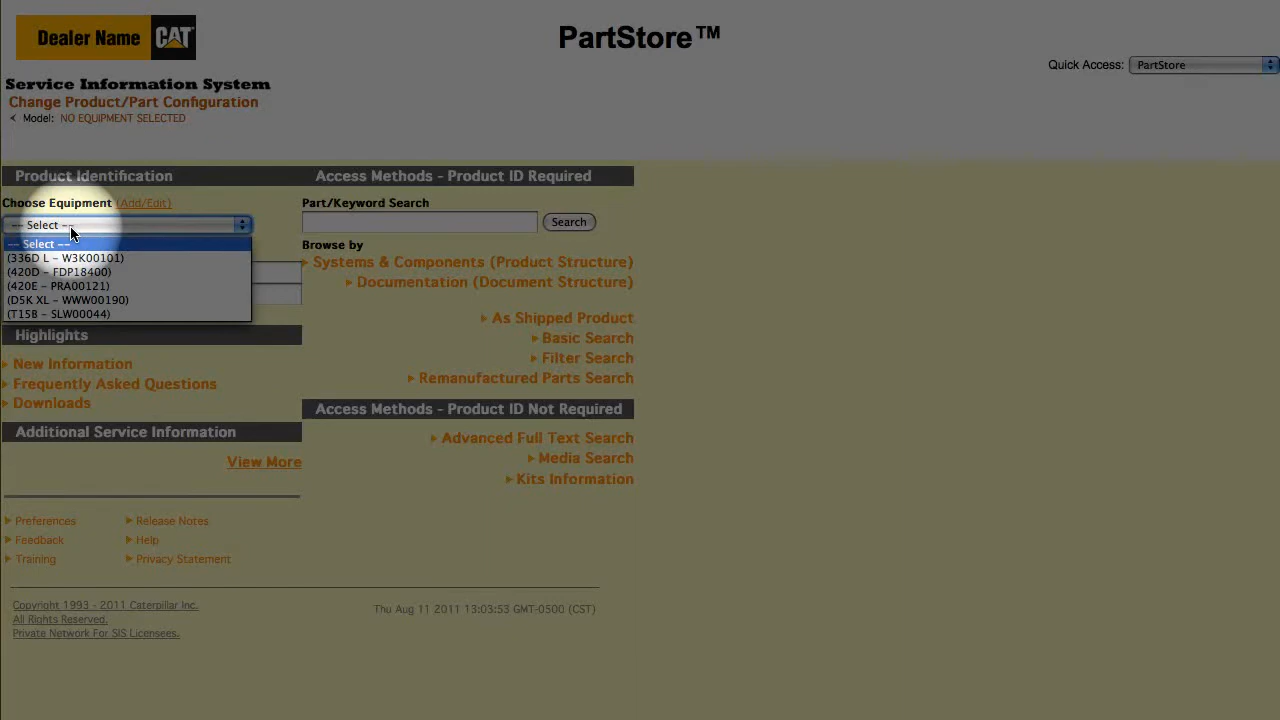 Dealer Name CAT
PartStore™
Quick Access: PartStore
Service Information System
Change Product/Part Configuration
< Model: NO EQUIPMENT SELECTED
Product Identification
Choose Equipment (Add/Edit)
-- Select --
-- Select --
(336D L - W3K00101)
(420D - FDP18400)
(420E - PRA00121)
(D5K XL - WWW00190)
(T15B - SLW00044)
Highlights
New Information
Frequently Asked Questions
Downloads
Additional Service Information
View More
Access Methods - Product ID Required
Part/Keyword Search
Search
Browse by
Systems & Components (Product Structure)
Documentation (Document Structure)
As Shipped Product
Basic Search
Filter Search
Remanufactured Parts Search
Access Methods - Product ID Not Required
Advanced Full Text Search
Media Search
Kits Information
Preferences
Release Notes
Feedback
Help
Training
Privacy Statement
Copyright 1993 - 2011 Caterpillar Inc.
All Rights Reserved.
Private Network For SIS Licensees.
Thu Aug 11 2011 13:03:53 GMT-0500 (CST)